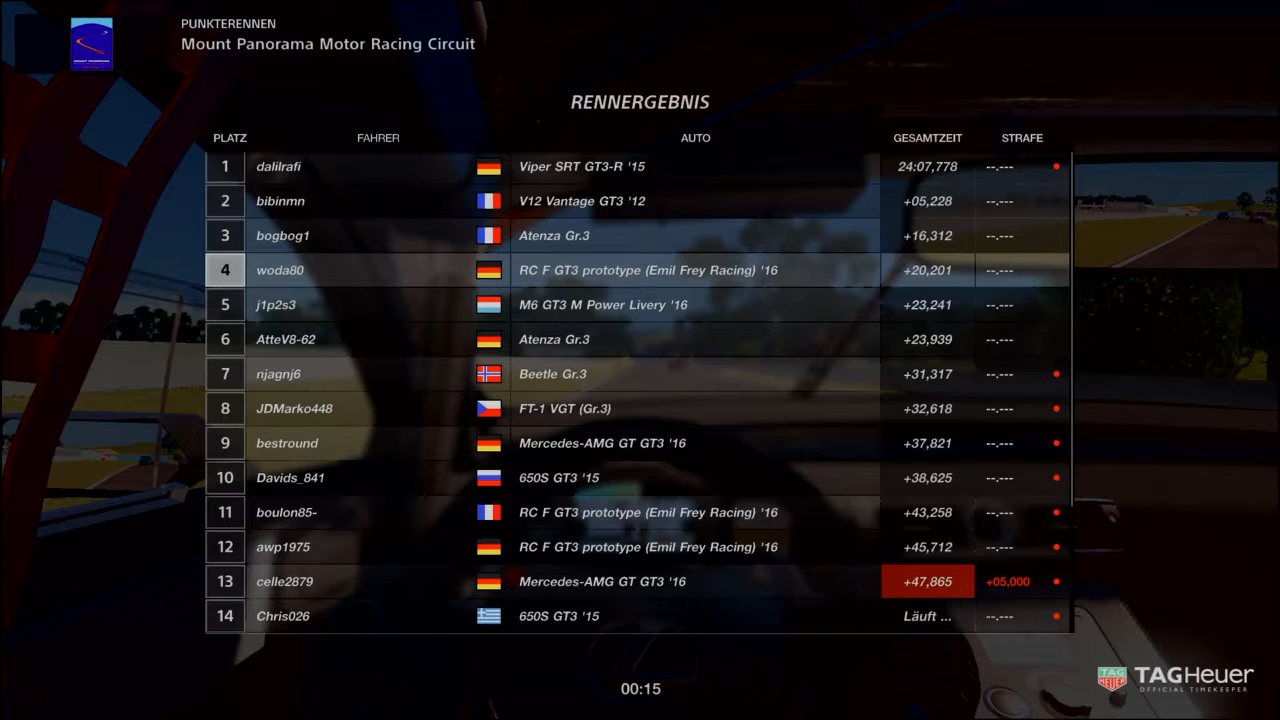 PUNKTERENNEN
Mount Panorama Motor Racing Circuit
RENNERGEBNIS
PLATZ FAHRER AUTO GESAMTZEIT STRAFE
1 dalilrafi Viper SRT GT3-R '15 24:07,778 --.---
2 bibinmn V12 Vantage GT3 '12 +05,228 --.---
3 bogbog1 Atenza Gr.3 +16,312 --.---
4 woda80 RC F GT3 prototype (Emil Frey Racing) '16 +20,201 --.---
5 j1p2s3 M6 GT3 M Power Livery '16 +23,241 --.---
6 AtteV8-62 Atenza Gr.3 +23,939 --.---
7 njagnj6 Beetle Gr.3 +31,317 --.---
8 JDMarko448 FT-1 VGT (Gr.3) +32,618 --.---
9 bestround Mercedes-AMG GT GT3 '16 +37,821 --.---
10 Davids_841 650S GT3 '15 +38,625 --.---
11 boulon85- RC F GT3 prototype (Emil Frey Racing) '16 +43,258 --.---
12 awp1975 RC F GT3 prototype (Emil Frey Racing) '16 +45,712 --.---
13 celle2879 Mercedes-AMG GT GT3 '16 +47,865 +05,000
14 Chris026 650S GT3 '15 Läuft ... --.---
00:15
TAG HEUER TAGHeuer
OFFICIAL TIMEKEEPER